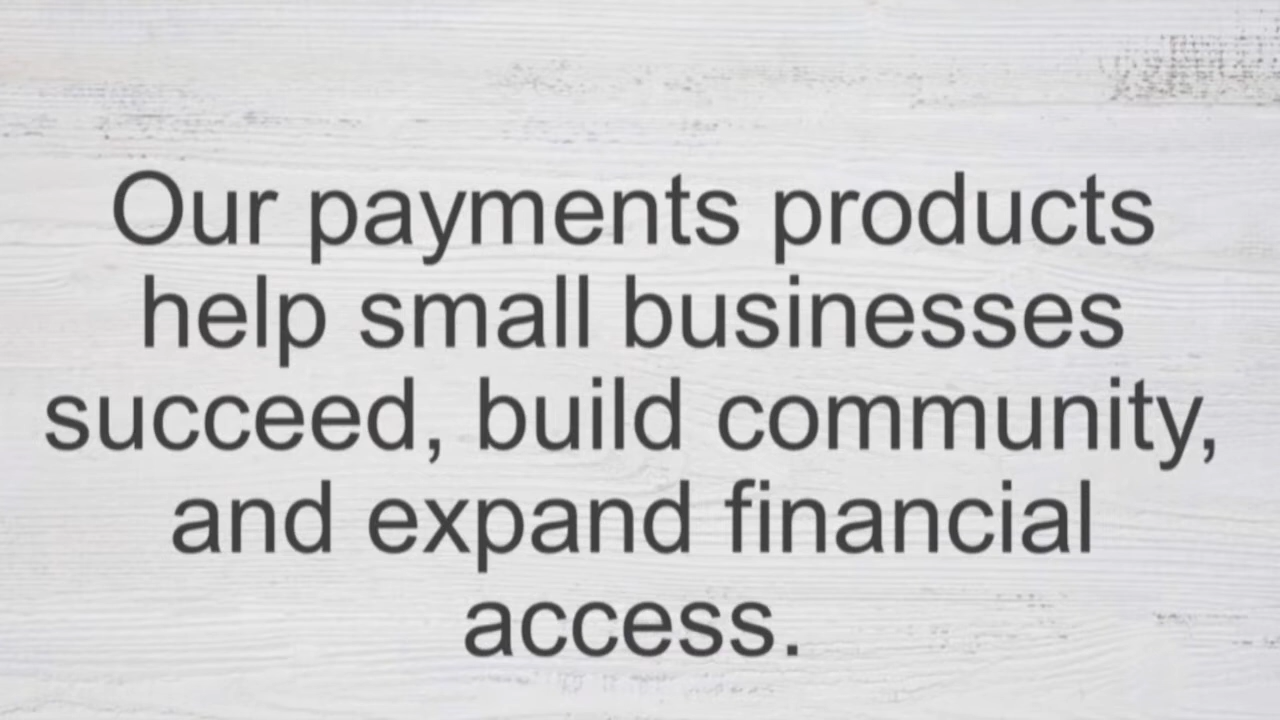 Our payments products
help small businesses
succeed, build community,
and expand financial
access.